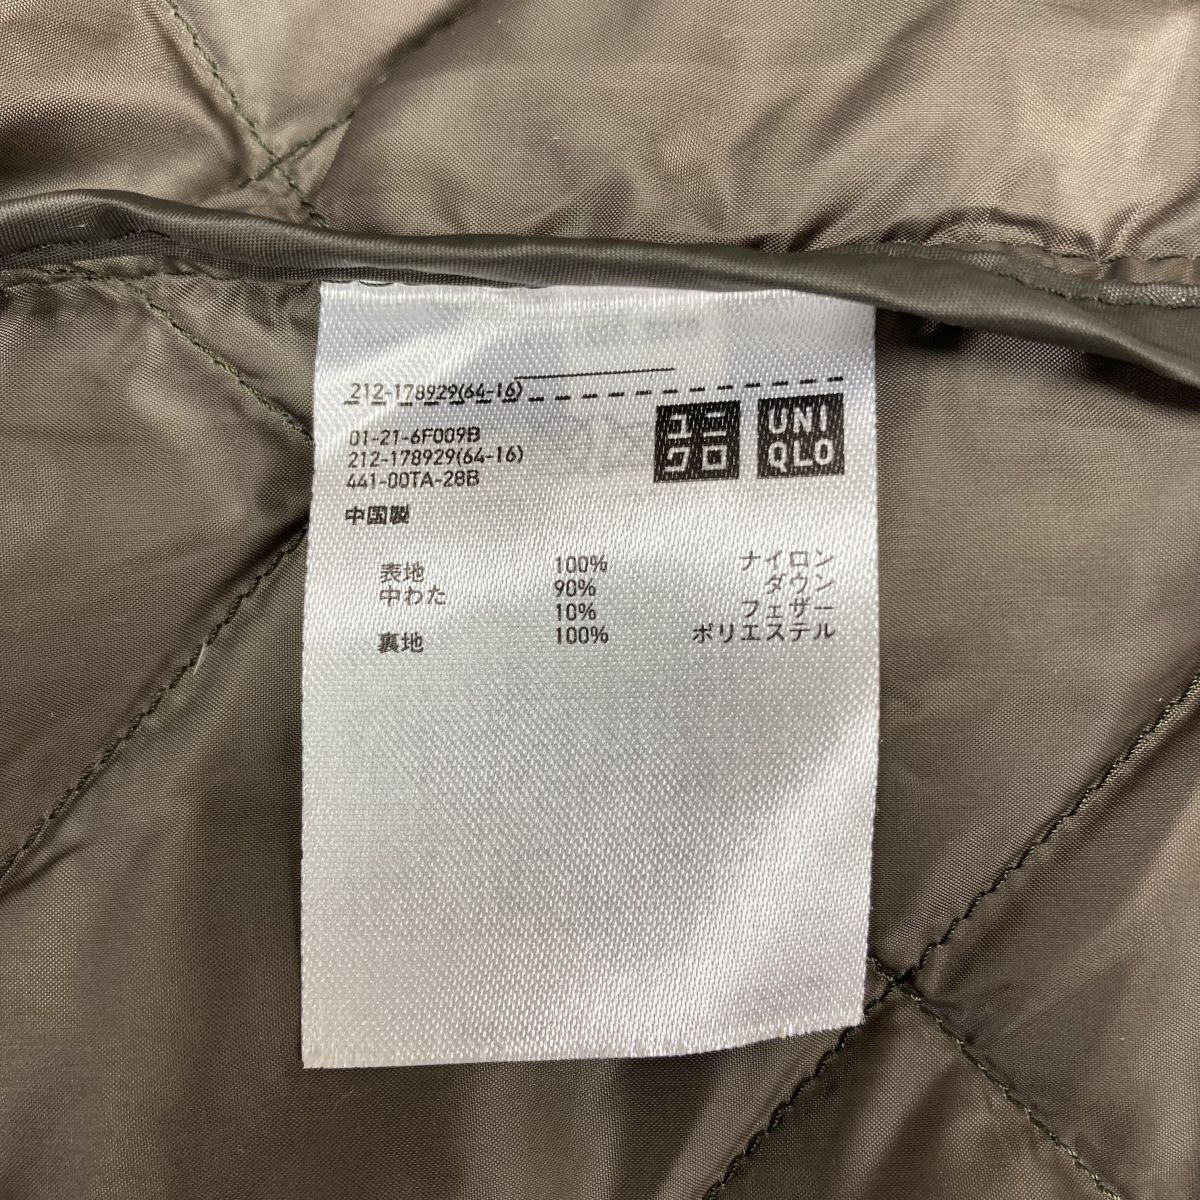 212-178929(64-16)
01-21-6F009B
212-178929(64-16)
441-00TA-28B
ユニ
クロ
UNI
QLO
中国製
表地 100% ナイロン
中わた 90% ダウン
10% フェザー
裏地 100% ポリエステル